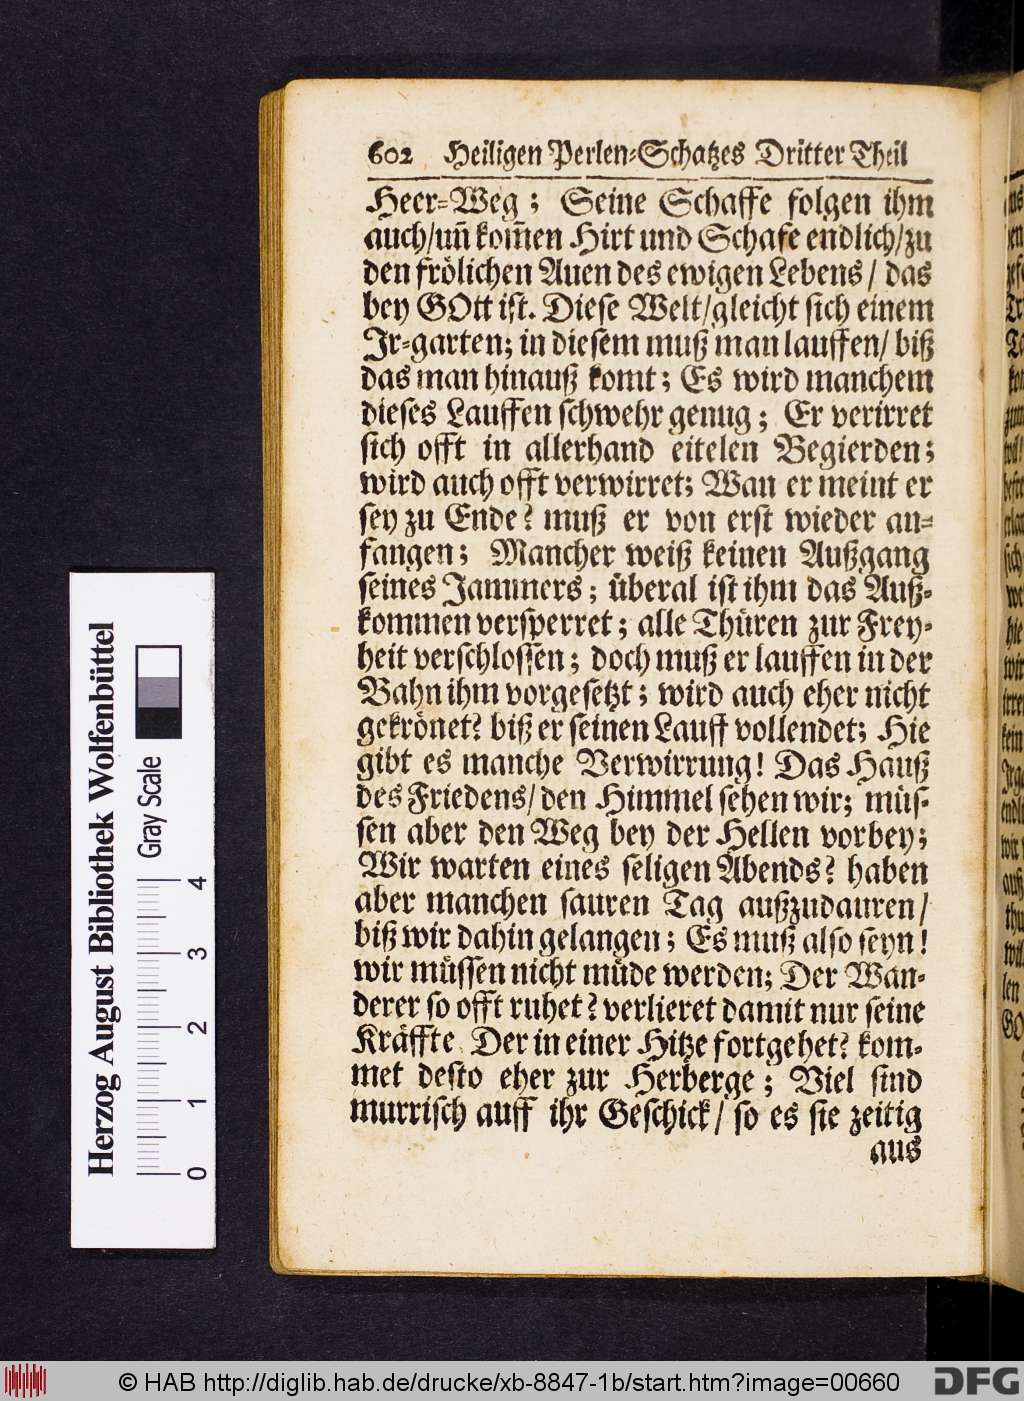 602 Heiligen Perlen-Schatzes Dritter Theil
Heer-Weg; Seine Schaffe folgen ihm
auch/uñ kom̃en Hirt und Schafe endlich/zu
den frölichen Auen des ewigen Lebens/ das
bey GOtt ist. Diese Welt/gleicht sich einem
Jr-garten; in diesem muß man lauffen/ biß
das man hinauß komt; Es wird manchem
dieses Lauffen schwehr genug; Er verirret
sich offt in allerhand eitelen Begierden;
wird auch offt verwirret; Wan er meint er
sey zu Ende? muß er von erst wieder an-
fangen; Mancher weiß keinen Außgang
seines Jammers; überal ist ihm das Auß-
kommen versperret; alle Thüren zur Frey-
heit verschlossen; doch muß er lauffen in der
Bahn ihm vorgesetzt; wird auch eher nicht
gekrönet? biß er seinen Lauff vollendet; Hie
gibt es manche Verwirrung! Das Hauß
des Friedens/den Himmel sehen wir; müs-
sen aber den Weg bey der Hellen vorbey;
Wir warten eines seligen Abends? haben
aber manchen sauren Tag außzudauren/
biß wir dahin gelangen; Es muß also seyn!
wir müssen nicht müde werden; Der Wan-
derer so offt ruhet? verlieret damit nur seine
Kräffte. Der in einer Hitze fortgehet? kom-
met desto eher zur Herberge; Viel sind
murrisch auff ihr Geschick/ so es sie zeitig
aus
Herzog August Bibliothek Wolfenbüttel
Gray Scale
0 1 2 3 4
© HAB http://diglib.hab.de/drucke/xb-8847-1b/start.htm?image=00660
DFG